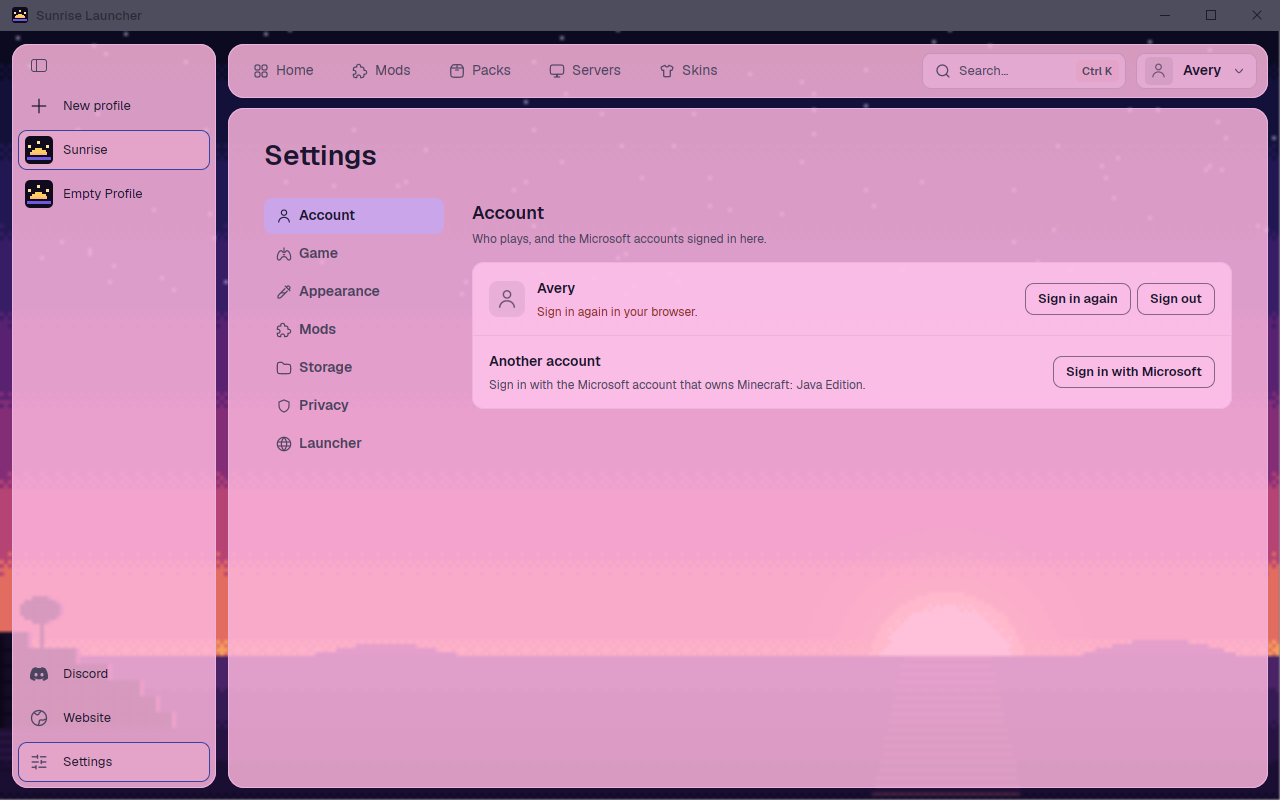 Sunrise Launcher
New profile
Sunrise
Empty Profile
Discord
Website
Settings
Home
Mods
Packs
Servers
Skins
Search...
Ctrl K
Avery
Settings
Account
Game
Appearance
Mods
Storage
Privacy
Launcher
Account
Who plays, and the Microsoft accounts signed in here.
Avery
Sign in again in your browser.
Sign in again
Sign out
Another account
Sign in with the Microsoft account that owns Minecraft: Java Edition.
Sign in with Microsoft